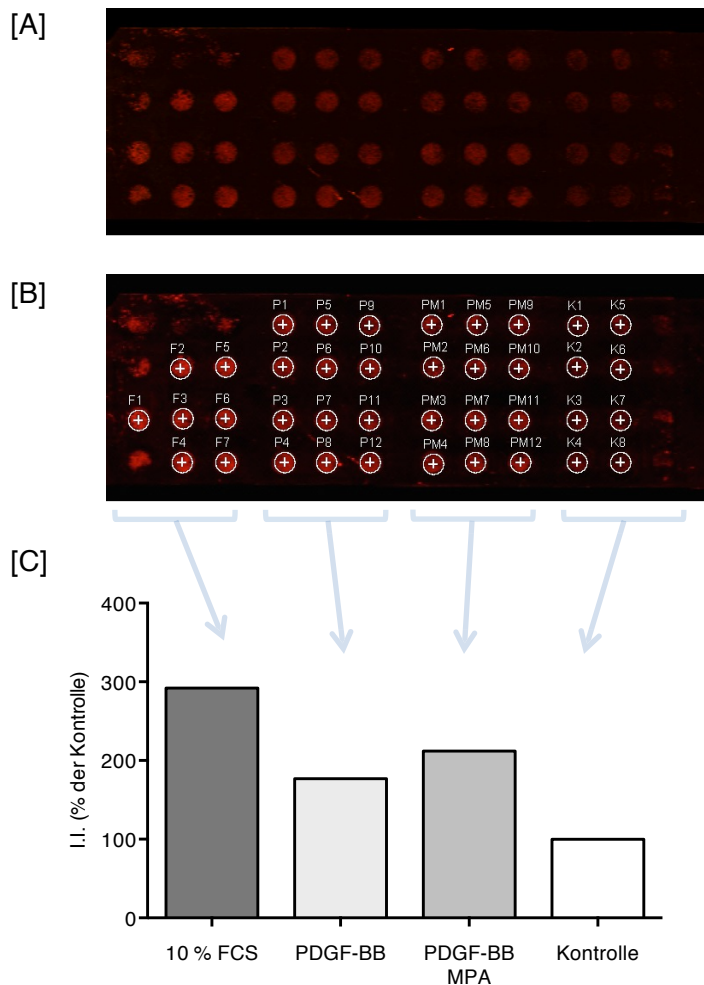 [A]
[B]
P1 P5 P9 PM1 PM5 PM9 K1 K5
F2 F5 P2 P6 P10 PM2 PM6 PM10 K2 K6
F1 F3 F6 P3 P7 P11 PM3 PM7 PM11 K3 K7
F4 F7 P4 P8 P12 PM4 PM8 PM12 K4 K8
[C]
I.I. (% der Kontrolle)
400
300
200
100
0
10 % FCS PDGF-BB PDGF-BB Kontrolle
MPA